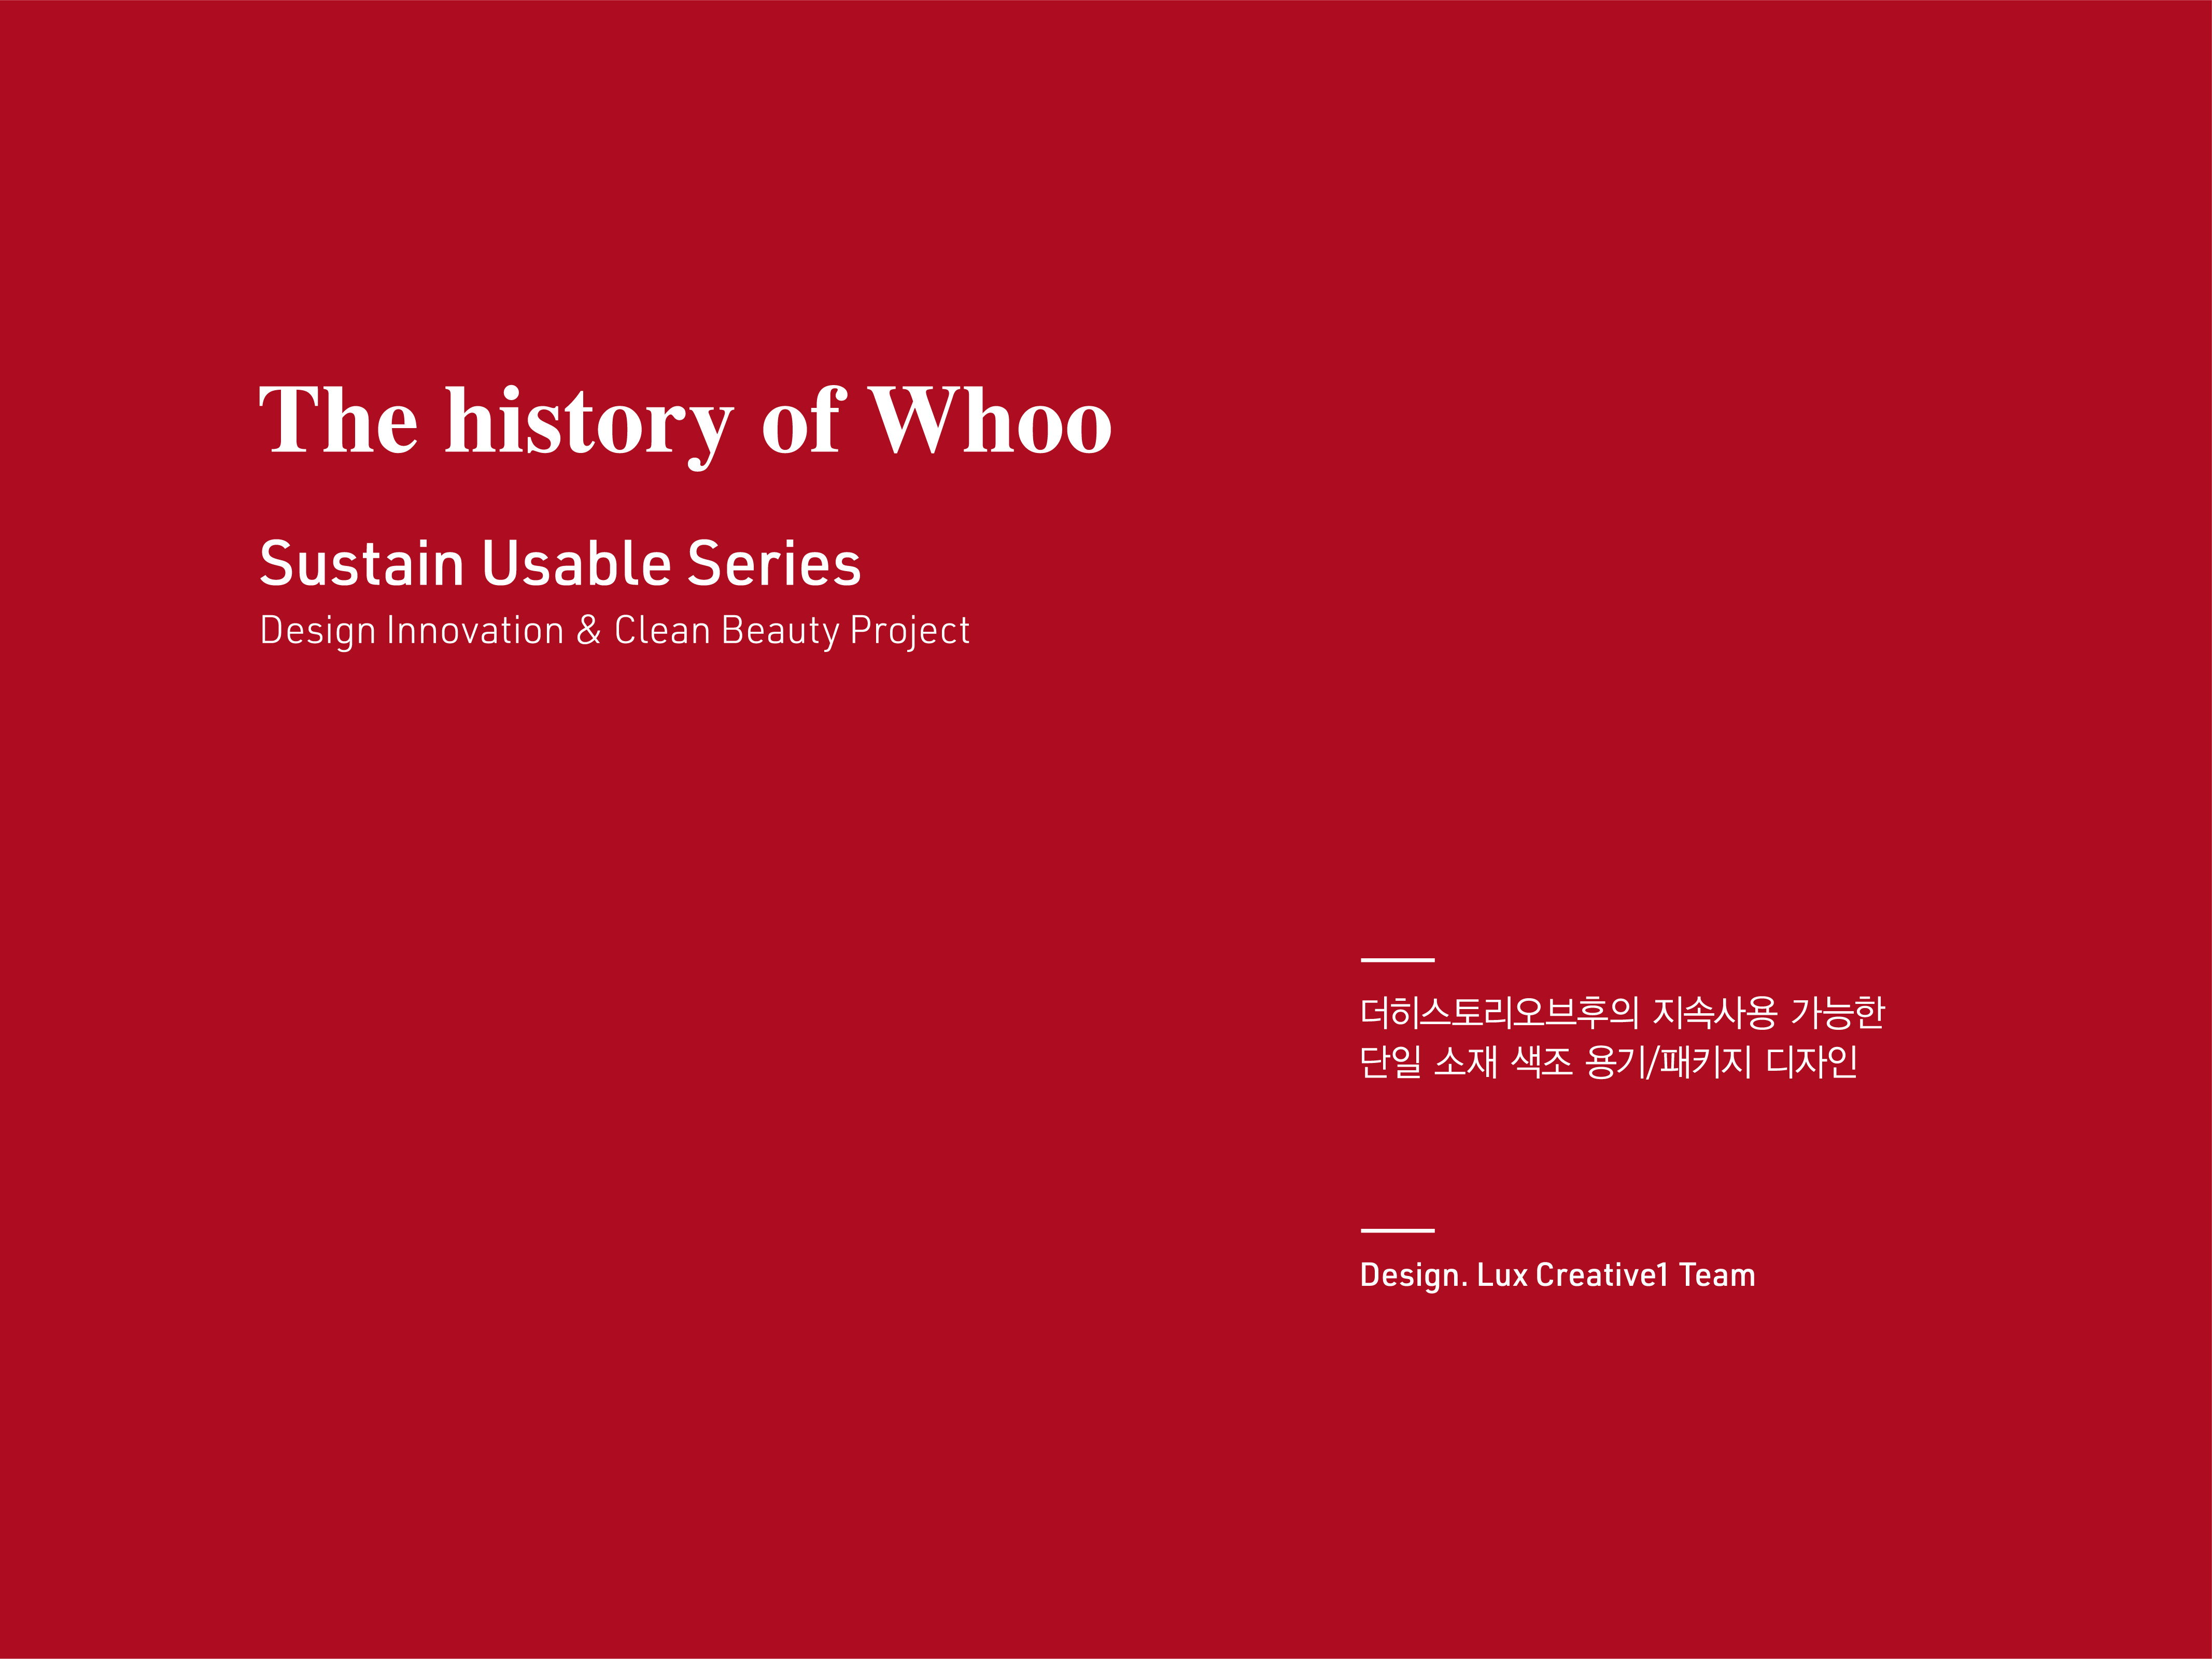 The history of Whoo
Sustain Usable Series
Design Innovation & Clean Beauty Project
더히스토리오브후의 지속사용 가능한
단일 소재 색조 용기/패키지 디자인
Design. Lux Creative1 Team